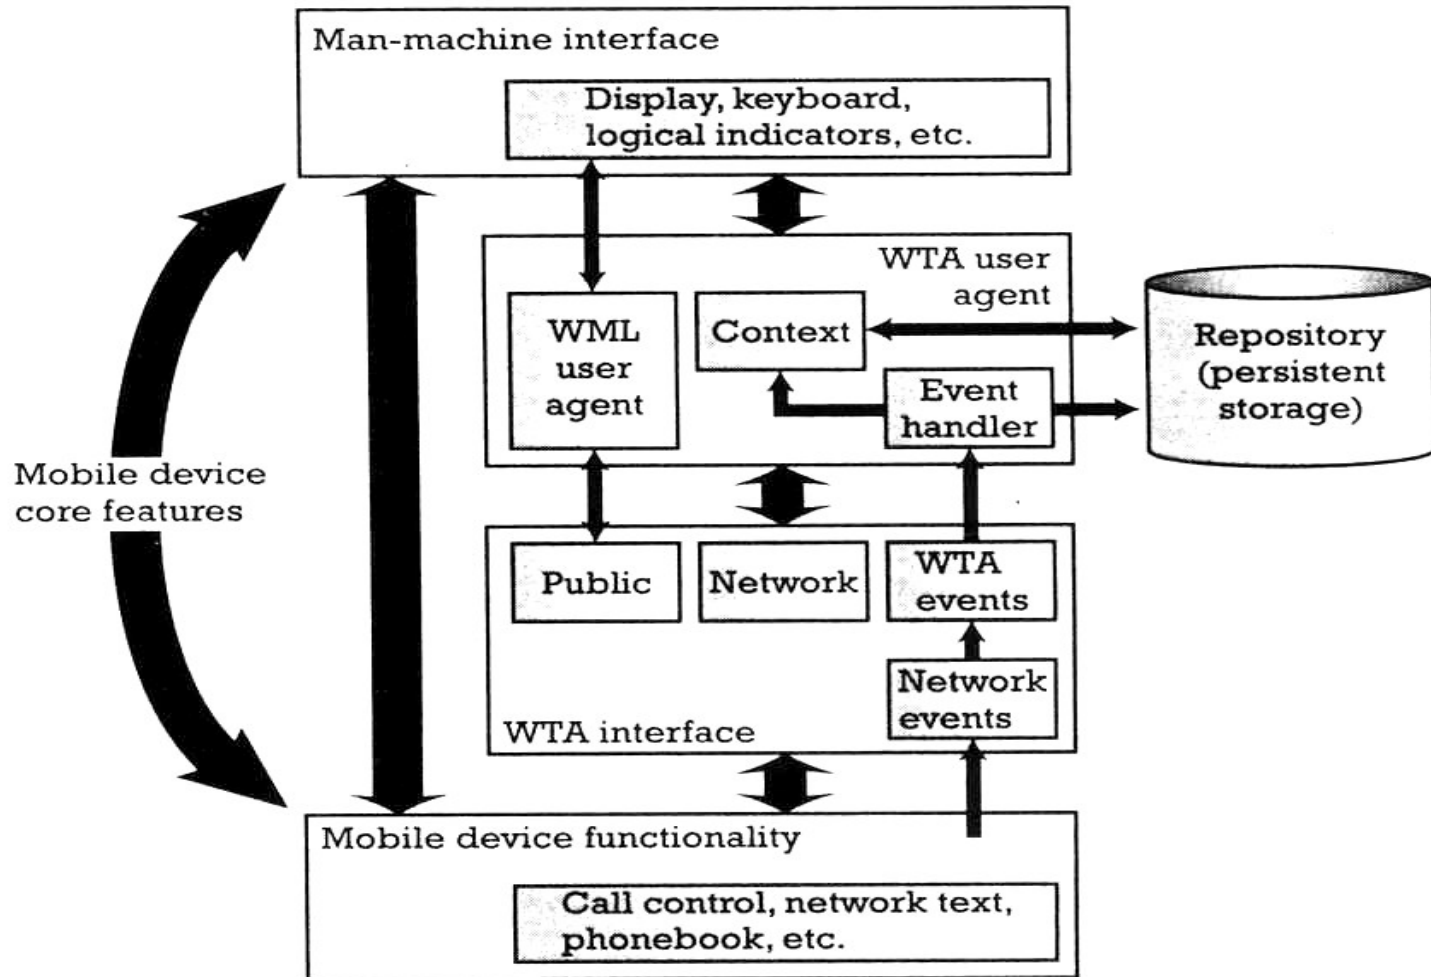 Man-machine interface
Display, keyboard,
logical indicators, etc.
WTA user
agent
WML
user
agent
Context
Event
handler
Repository
(persistent
storage)
Mobile device
core features
Public
Network
WTA
events
Network
events
WTA interface
Mobile device functionality
Call control, network text,
phonebook, etc.